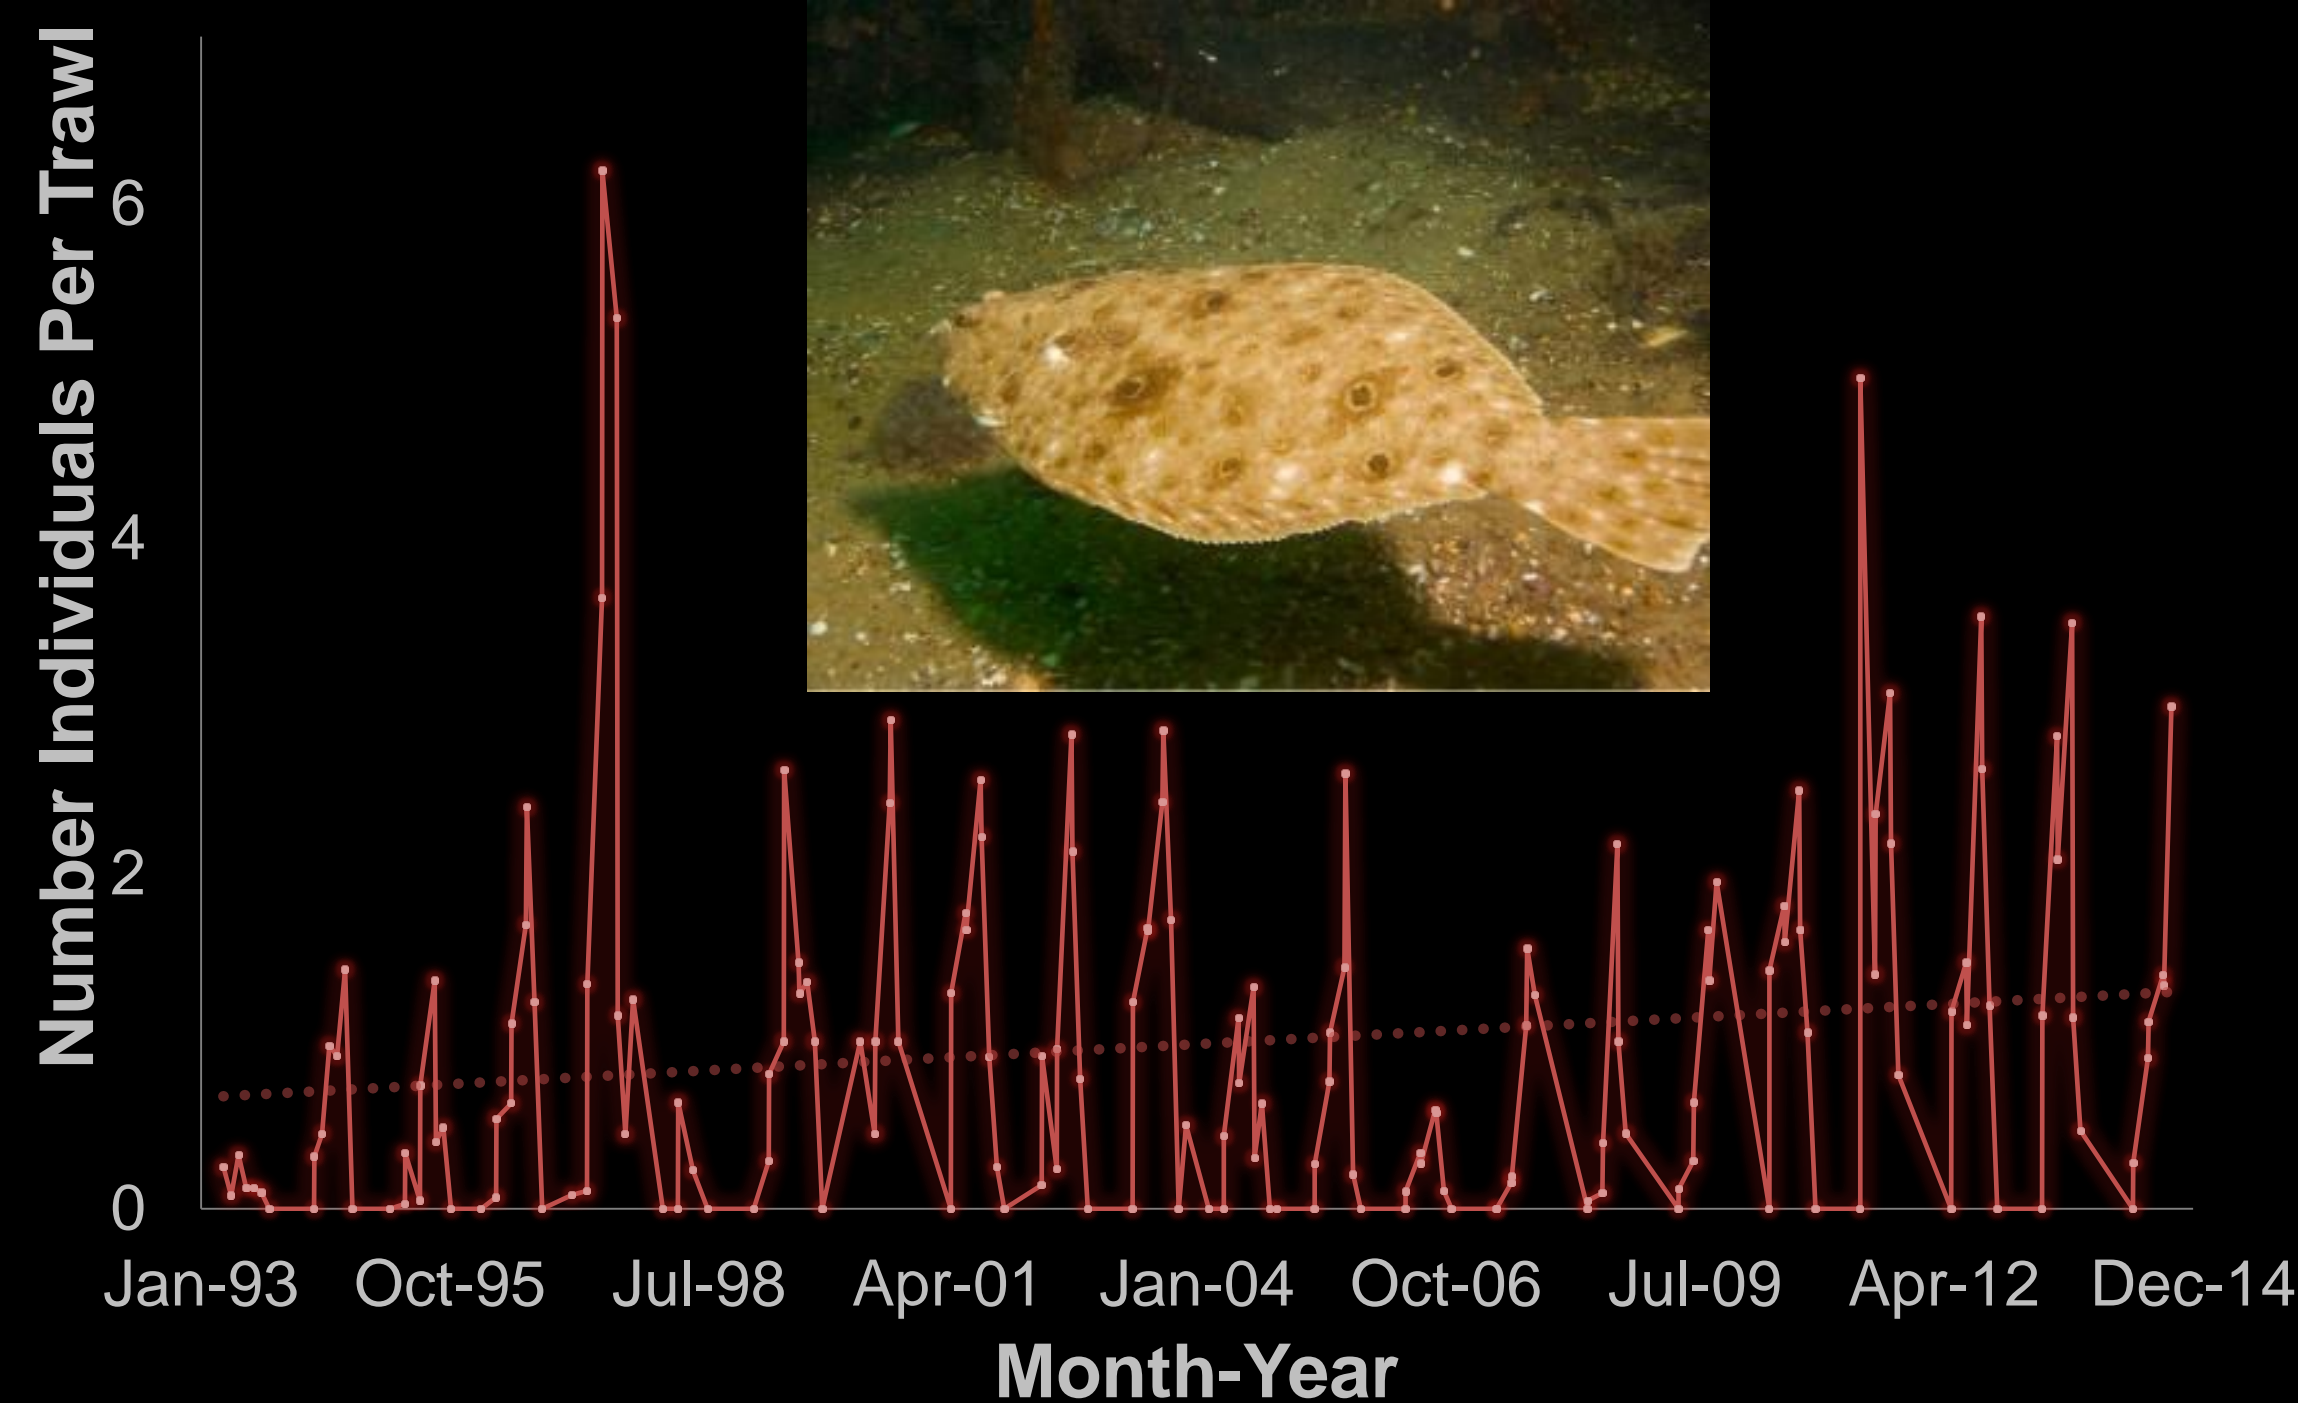 Number Individuals Per Trawl
6
4
2
0
Jan-93 Oct-95 Jul-98 Apr-01 Jan-04 Oct-06 Jul-09 Apr-12 Dec-14
Month-Year